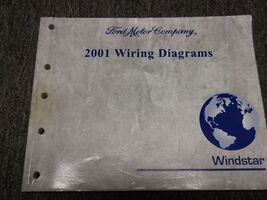 Ford Motor Company,
2001 Wiring Diagrams
Windstar